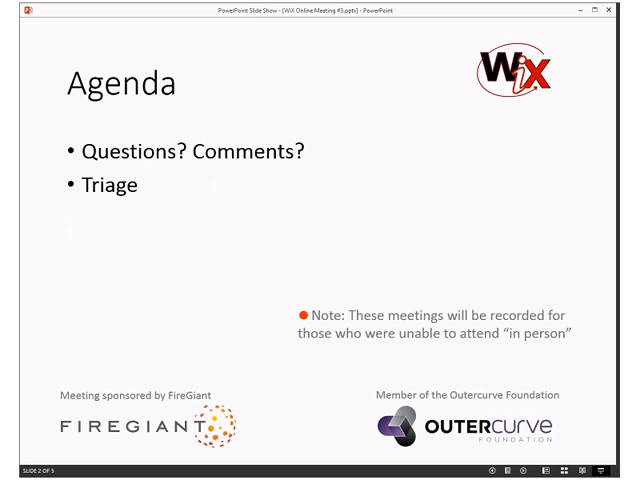 PowerPoint Slide Show - [WiX Online Meeting #5.pptx] - PowerPoint
WiX
Agenda
• Questions? Comments?
• Triage
Note: These meetings will be recorded for
those who were unable to attend “in person”
Meeting sponsored by FireGiant
FIREGIANT
Member of the Outercurve Foundation
OUTERCURVE
FOUNDATION
SLIDE 2 OF 5